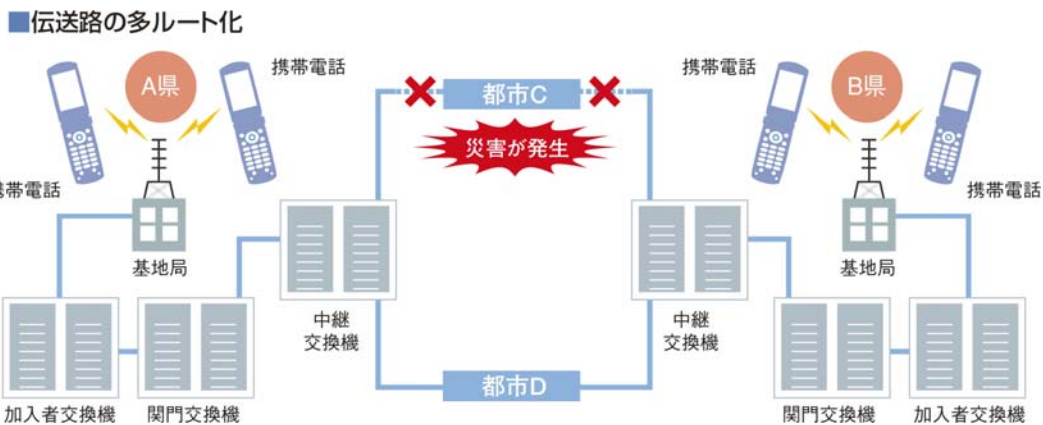 ■伝送路の多ルート化
A県
携帯電話
携帯電話
基地局
加入者交換機
関門交換機
中継
交換機
都市C
災害が発生
都市D
中継
交換機
携帯電話
B県
携帯電話
基地局
関門交換機
加入者交換機